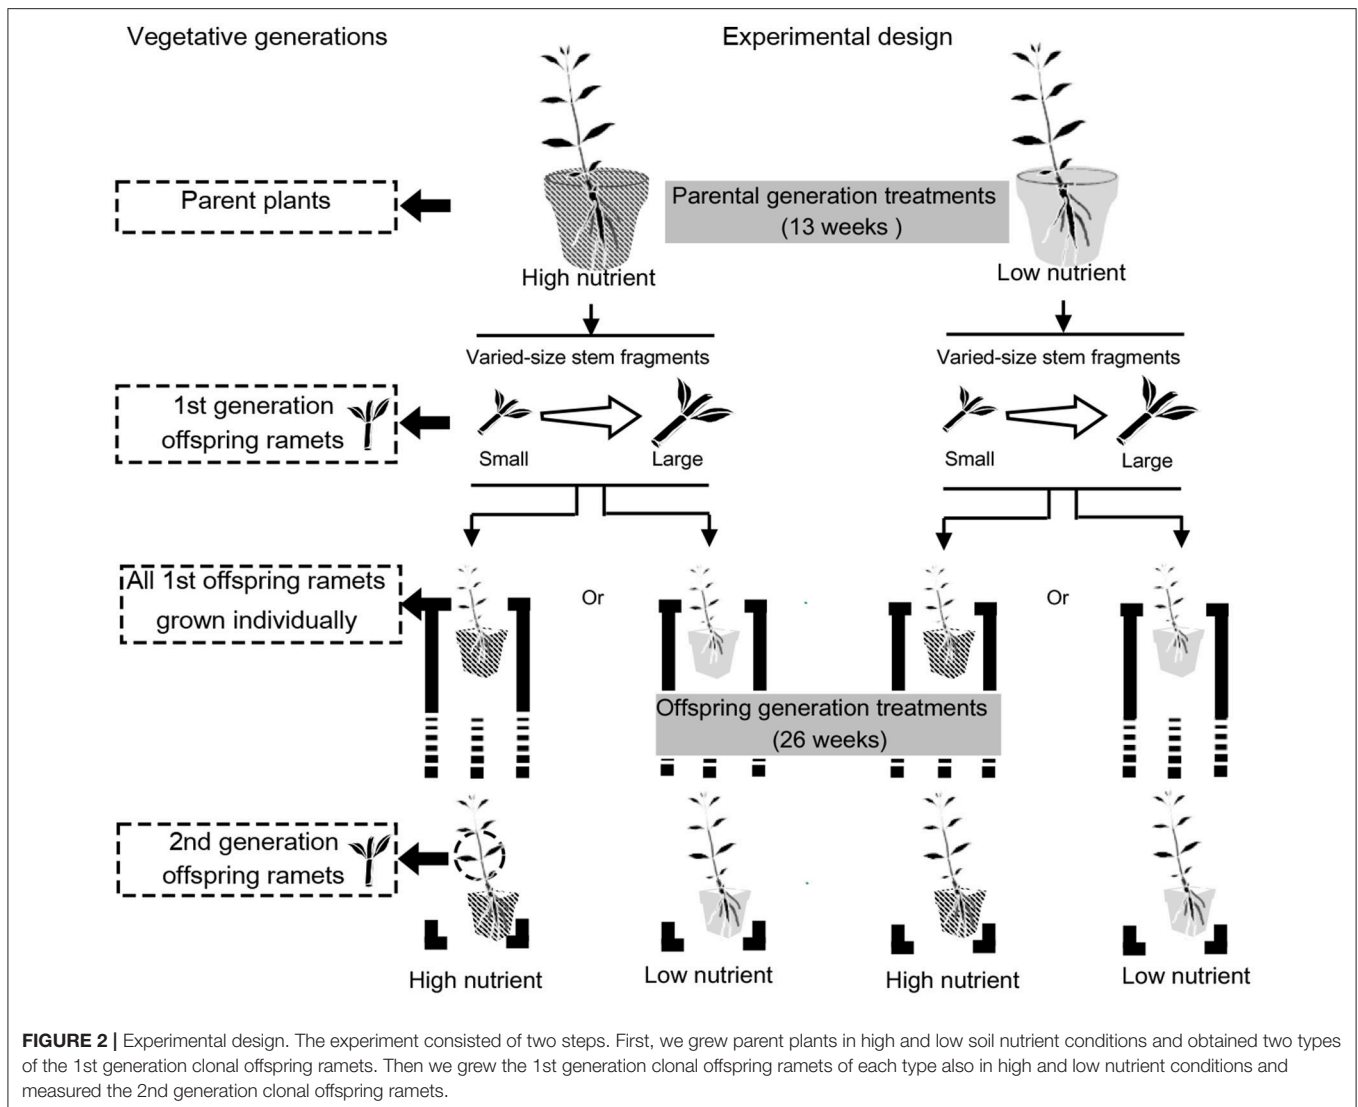 Vegetative generations
Experimental design
Parent plants
Parental generation treatments
(13 weeks )
High nutrient
Low nutrient
Varied-size stem fragments
Varied-size stem fragments
1st generation
offspring ramets
Small
Large
Small
Large
All 1st offspring ramets
grown individually
Or
Or
Offspring generation treatments
(26 weeks)
2nd generation
offspring ramets
High nutrient
Low nutrient
High nutrient
Low nutrient
FIGURE 2 | Experimental design. The experiment consisted of two steps. First, we grew parent plants in high and low soil nutrient conditions and obtained two types
of the 1st generation clonal offspring ramets. Then we grew the 1st generation clonal offspring ramets of each type also in high and low nutrient conditions and
measured the 2nd generation clonal offspring ramets.